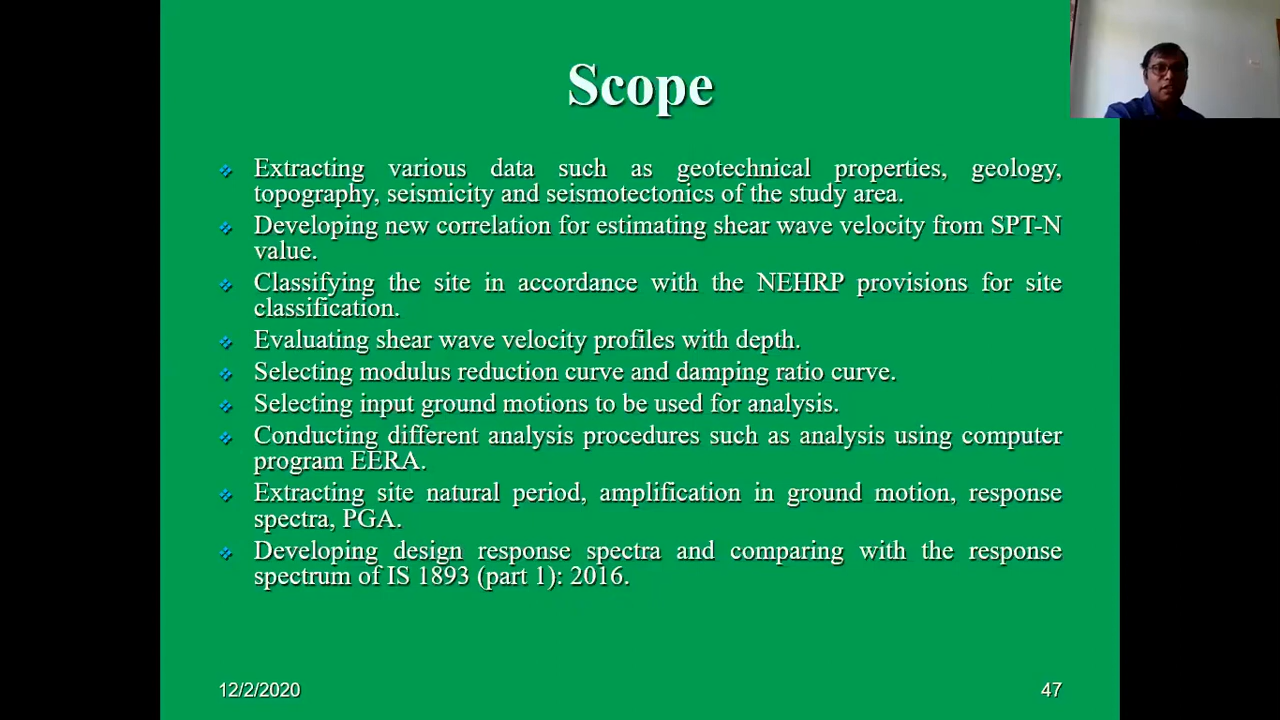 Scope
Extracting various data such as geotechnical properties, geology,
topography, seismicity and seismotectonics of the study area.
Developing new correlation for estimating shear wave velocity from SPT-N
value.
Classifying the site in accordance with the NEHRP provisions for site
classification.
Evaluating shear wave velocity profiles with depth.
Selecting modulus reduction curve and damping ratio curve.
Selecting input ground motions to be used for analysis.
Conducting different analysis procedures such as analysis using computer
program EERA.
Extracting site natural period, amplification in ground motion, response
spectra, PGA.
Developing design response spectra and comparing with the response
spectrum of IS 1893 (part 1): 2016.
12/2/2020
47